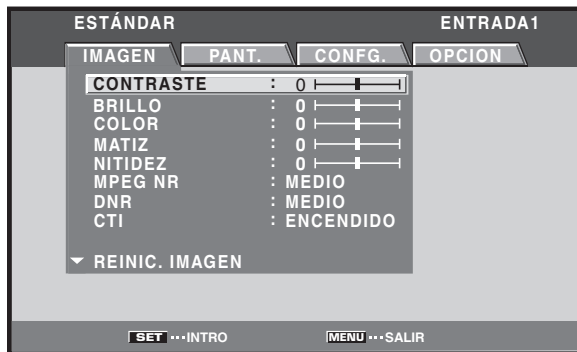 ESTÁNDAR ENTRADA1
IMAGEN PANT. CONFG. OPCION
CONTRASTE : 0
BRILLO : 0
COLOR : 0
MATIZ : 0
NITIDEZ : 0
MPEG NR : MEDIO
DNR : MEDIO
CTI : ENCENDIDO
REINIC. IMAGEN
SET ···INTRO MENU ···SALIR